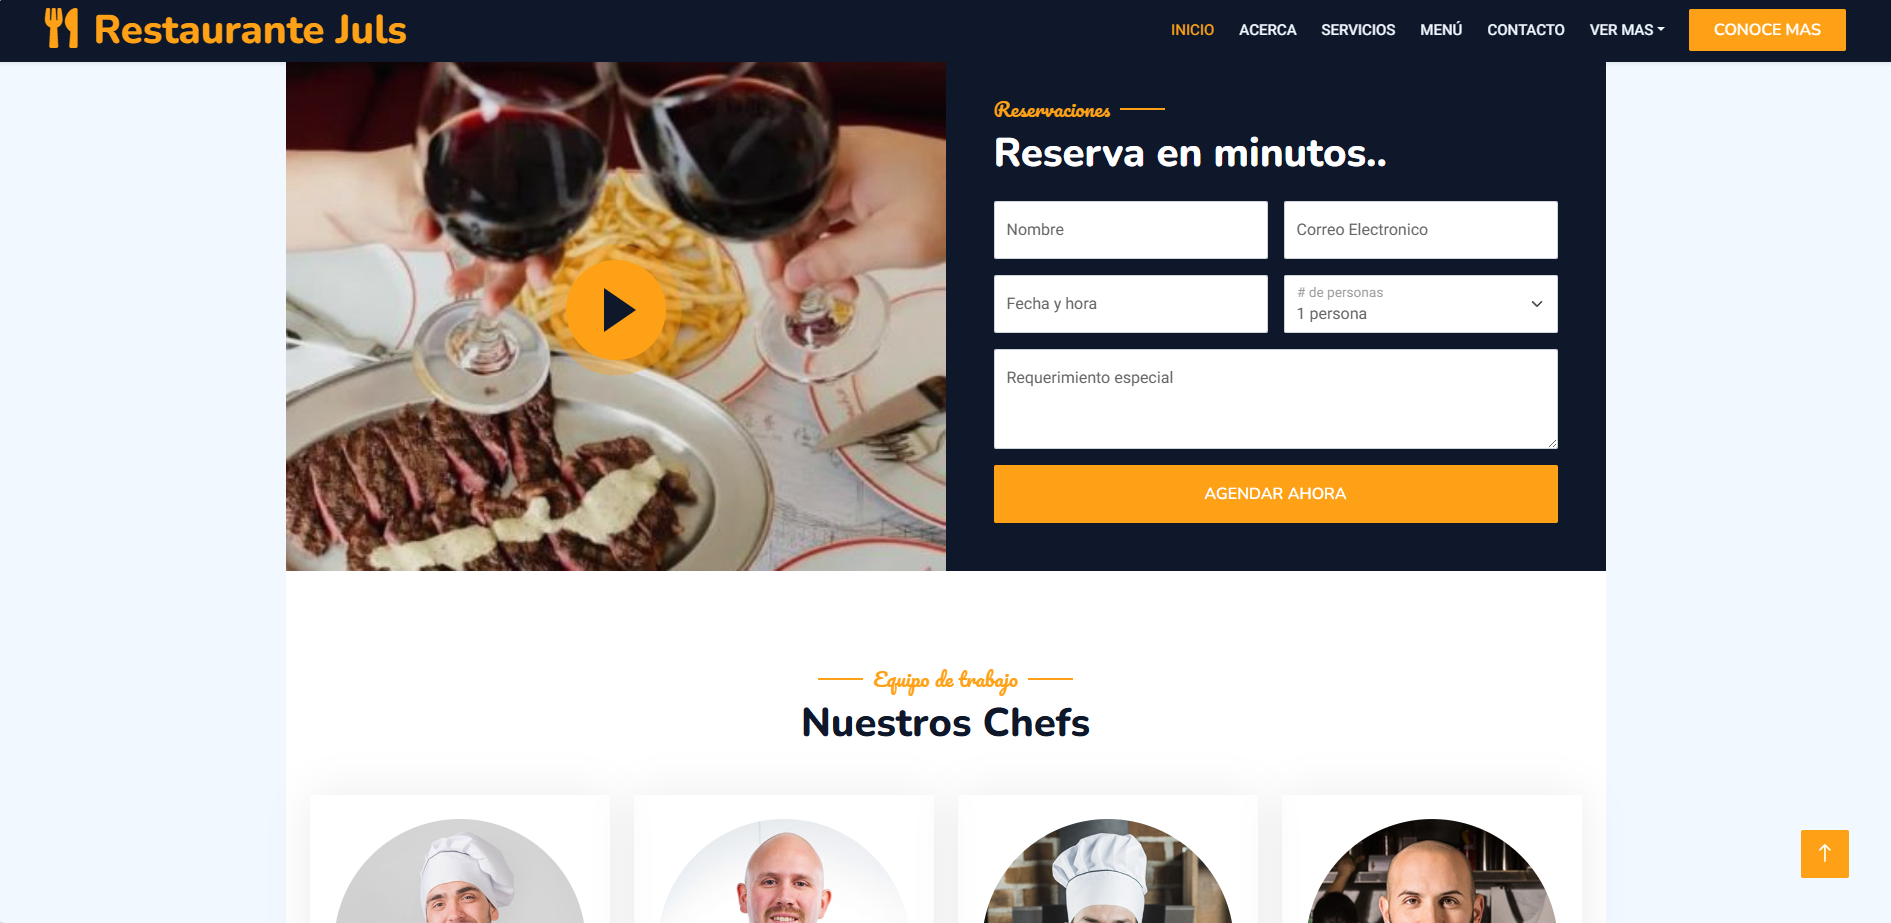 Restaurante Juls
INICIO ACERCA SERVICIOS MENÚ CONTACTO VER MAS CONOCE MAS
Reservaciones
Reserva en minutos..
Nombre Correo Electronico
Fecha y hora # de personas
1 persona
Requerimiento especial
AGENDAR AHORA
Equipo de trabajo
Nuestros Chefs